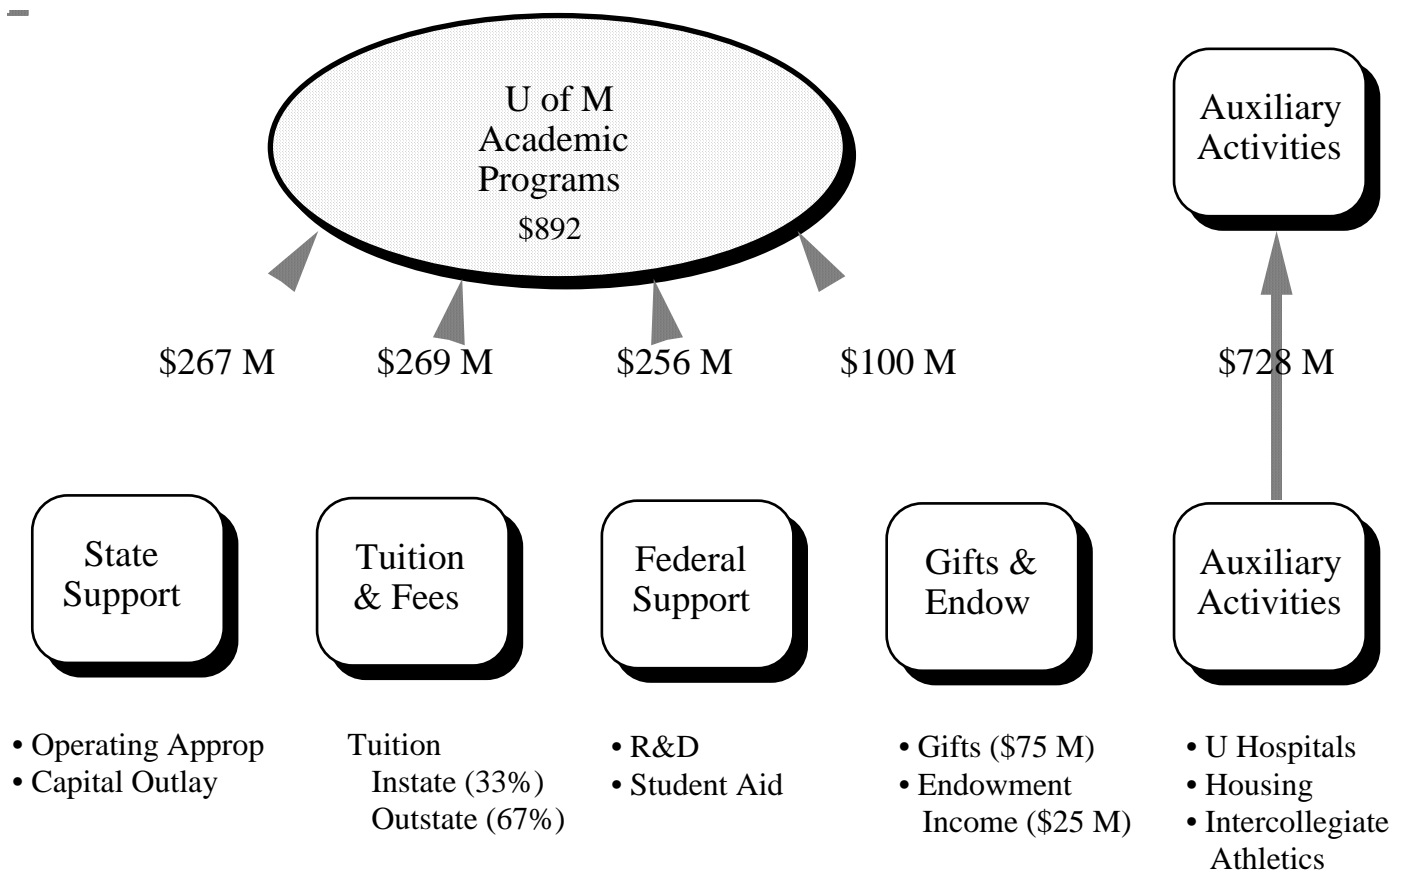 U of M
Academic
Programs
$892
Auxiliary
Activities
$267 M
$269 M
$256 M
$100 M
$728 M
State
Support
Tuition
& Fees
Federal
Support
Gifts &
Endow
Auxiliary
Activities
• Operating Approp
• Capital Outlay
Tuition
Instate (33%)
Outstate (67%)
• R&D
• Student Aid
• Gifts ($75 M)
• Endowment
Income ($25 M)
• U Hospitals
• Housing
• Intercollegiate
Athletics